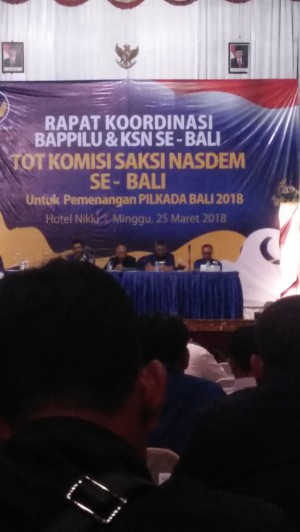 RAPAT KOORDINASI
BAPPILU & KSN SE - BALI
TOT KOMISI SAKSI NASDEM
SE - BALI
Untuk Pemenangan PILKADA BALI 2018
Hotel Nikki, Minggu, 25 Maret 2018